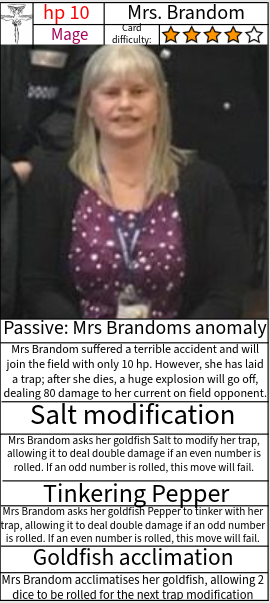 hp 10
Mrs. Brandom
Mage
Card
difficulty:
Passive: Mrs Brandoms anomaly
Mrs Brandom suffered a terrible accident and will
join the field with only 10 hp. However, she has laid
a trap; after she dies, a huge explosion will go off,
dealing 80 damage to her current on field opponent.
Salt modification
Mrs Brandom asks her goldfish Salt to modify her trap,
allowing it to deal double damage if an even number is
rolled. If an odd number is rolled, this move will fail.
Tinkering Pepper
Mrs Brandom asks her goldfish Pepper to tinker with her
trap, allowing it to deal double damage if an odd number
is rolled. If an even number is rolled, this move will fail.
Goldfish acclimation
Mrs Brandom acclimatises her goldfish, allowing 2
dice to be rolled for the next trap modification